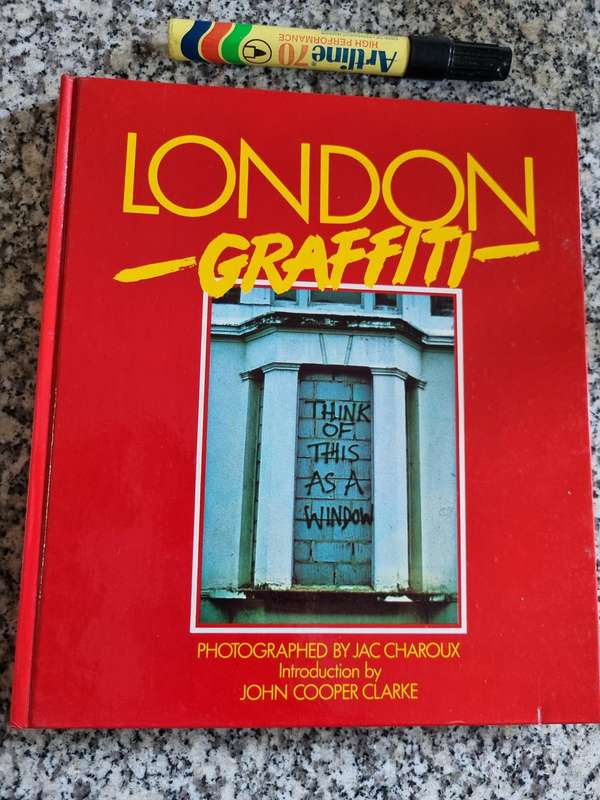 Artline 70
HIGH PERFORMANCE
LONDON
GRAFFITI
THINK
OF
THIS
AS A
WINDOW
PHOTOGRAPHED BY JAC CHAROUX
Introduction by
JOHN COOPER CLARKE